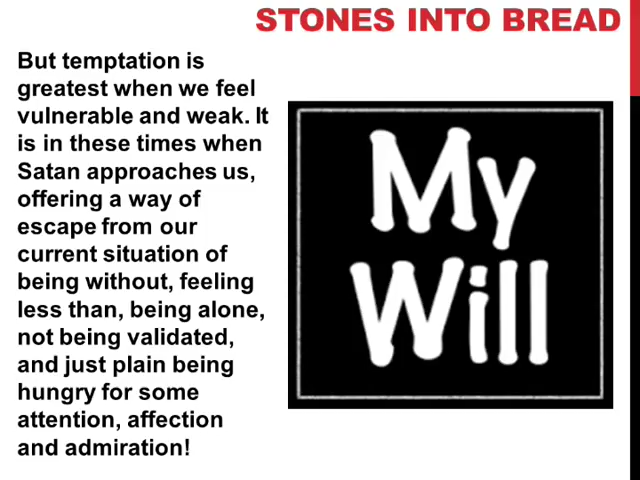 STONES INTO BREAD
But temptation is
greatest when we feel
vulnerable and weak. It
is in these times when
Satan approaches us,
offering a way of
escape from our
current situation of
being without, feeling
less than, being alone,
not being validated,
and just plain being
hungry for some
attention, affection
and admiration!
My
Will